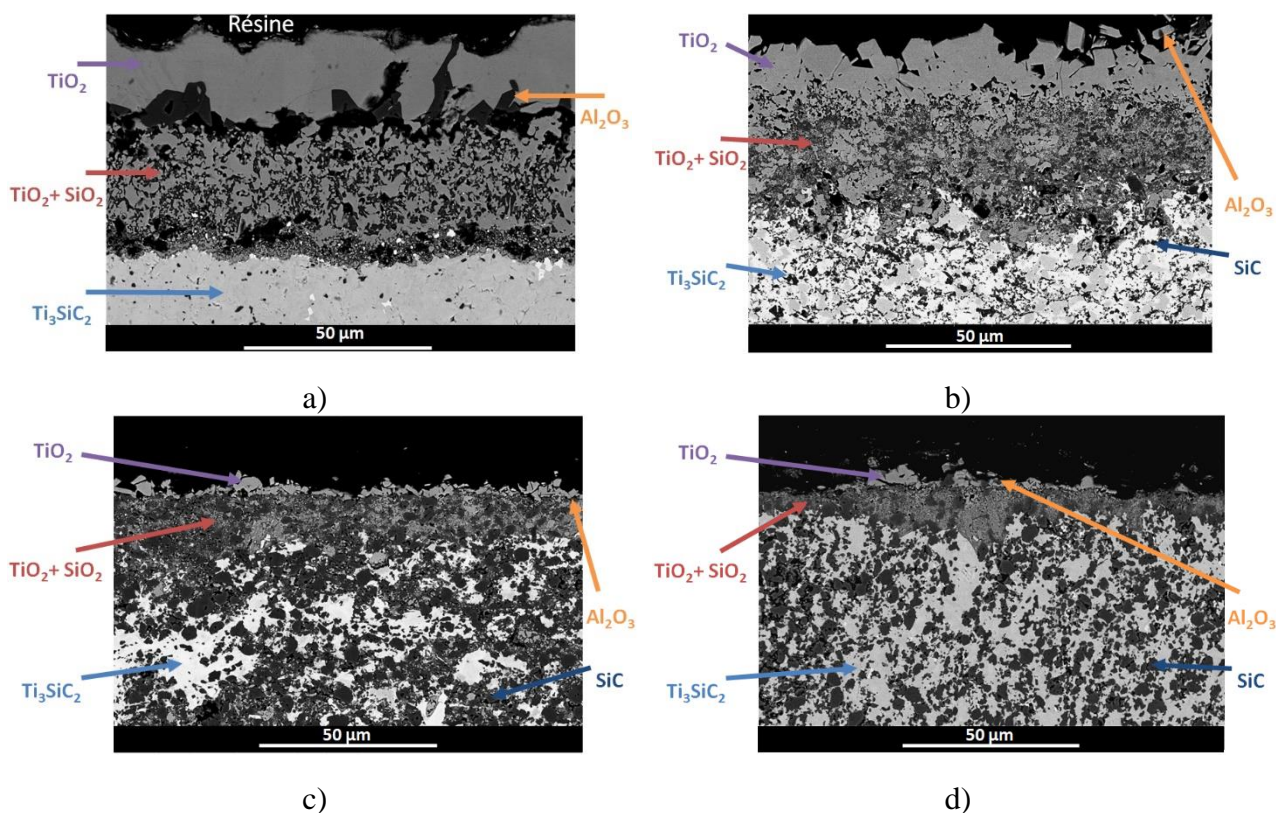 Résine
TiO₂
Al₂O₃
TiO₂+ SiO₂
Ti₃SiC₂
50 µm
a)
TiO₂
TiO₂+ SiO₂
Al₂O₃
SiC
Ti₃SiC₂
50 µm
b)
TiO₂
TiO₂+ SiO₂
Al₂O₃
Ti₃SiC₂
SiC
50 µm
c)
TiO₂
TiO₂+ SiO₂
Al₂O₃
Ti₃SiC₂
SiC
50 µm
d)